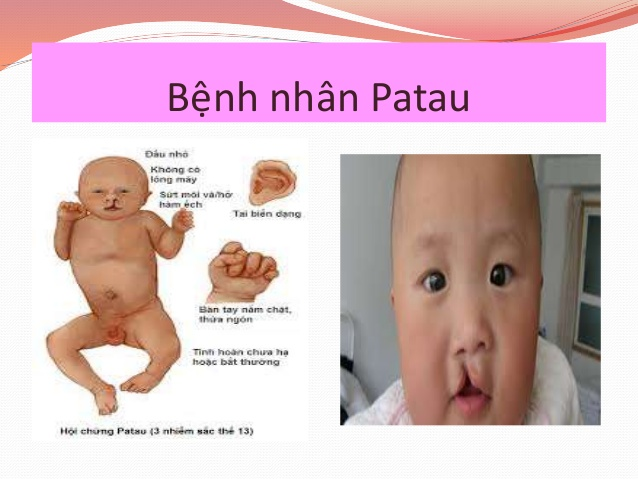 Bệnh nhân Patau
Đầu nhỏ
Không có
lông mày
Sứt môi và/hở
hàm ếch
Tai biến dạng
Bàn tay nắm chặt,
thừa ngón
Tinh hoàn chưa hạ
hoặc bất thường
Hội chứng Patau (3 nhiễm sắc thể 13)